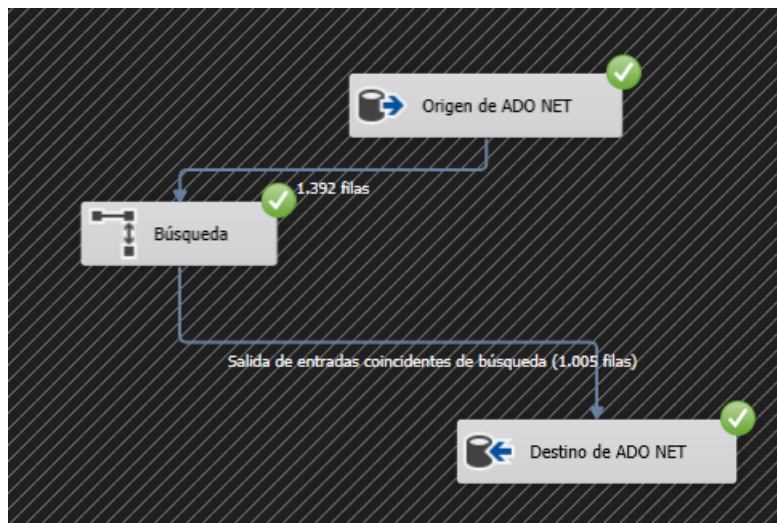 Origen de ADO NET
1.392 filas
Búsqueda
Salida de entradas coincidentes de búsqueda (1.005 filas)
Destino de ADO NET